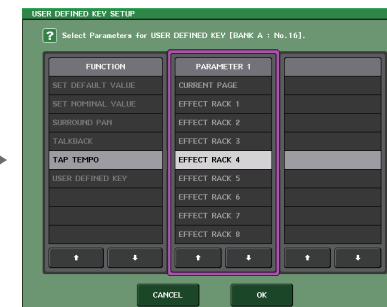 USER DEFINED KEY SETUP
? Select Parameters for USER DEFINED KEY [BANK A : No.16].
FUNCTION
SET DEFAULT VALUE
SET NOMINAL VALUE
SURROUND PAN
TALKBACK
TAP TEMPO
USER DEFINED KEY
PARAMETER 1
CURRENT PAGE
EFFECT RACK 1
EFFECT RACK 2
EFFECT RACK 3
EFFECT RACK 4
EFFECT RACK 5
EFFECT RACK 6
EFFECT RACK 7
EFFECT RACK 8
CANCEL
OK